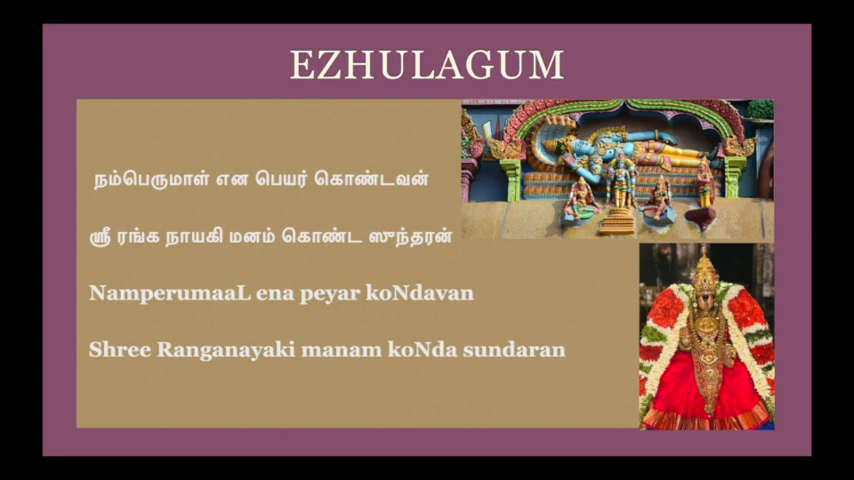 EZHULAGUM
நம்பெருமாள் என பெயர் கொண்டவன்
ஸ்ரீ ரங்க நாயகி மனம் கொண்ட ஸுந்தரன்
NamperumaaL ena peyar koNdavan
Shree Ranganayaki manam koNda sundaran